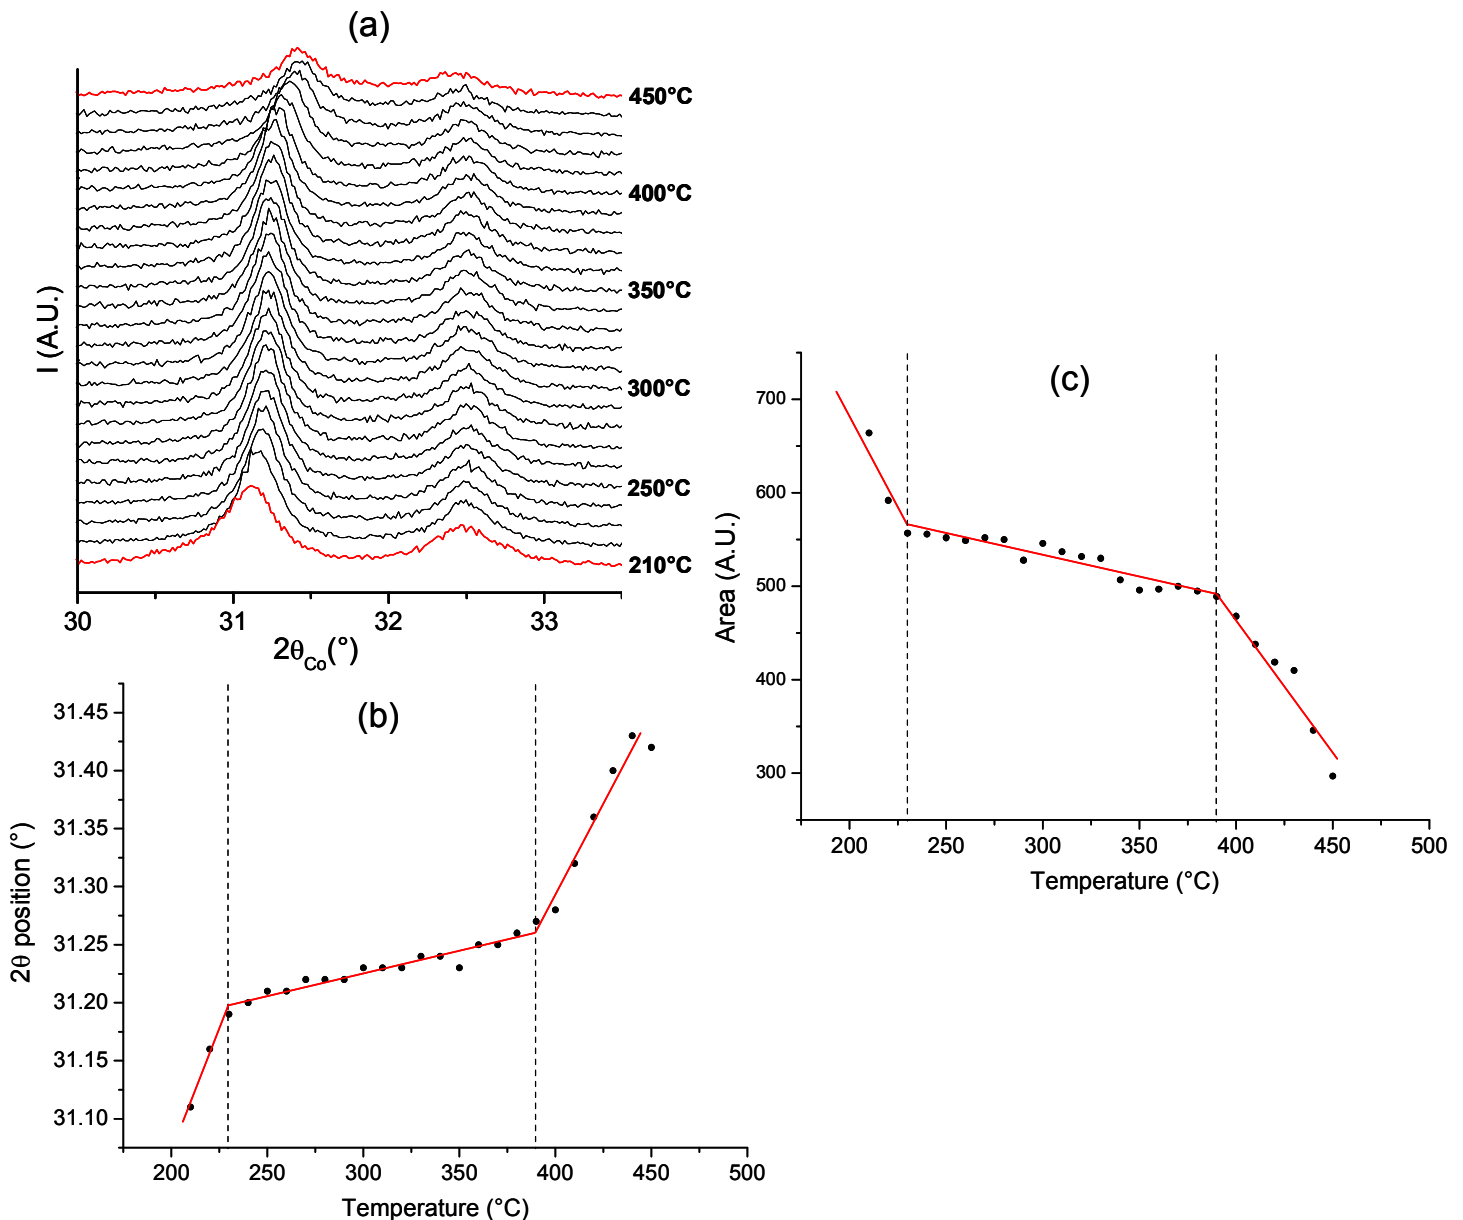 (a)
450°C
400°C
350°C
300°C
250°C
210°C
I (A.U.)
30 31 32 33
2θCo(°)
(b)
31.45
31.40
31.35
31.30
31.25
31.20
31.15
31.10
2θ position (°)
200 250 300 350 400 450 500
Temperature (°C)
(c)
700
600
500
400
300
Area (A.U.)
200 250 300 350 400 450 500
Temperature (°C)